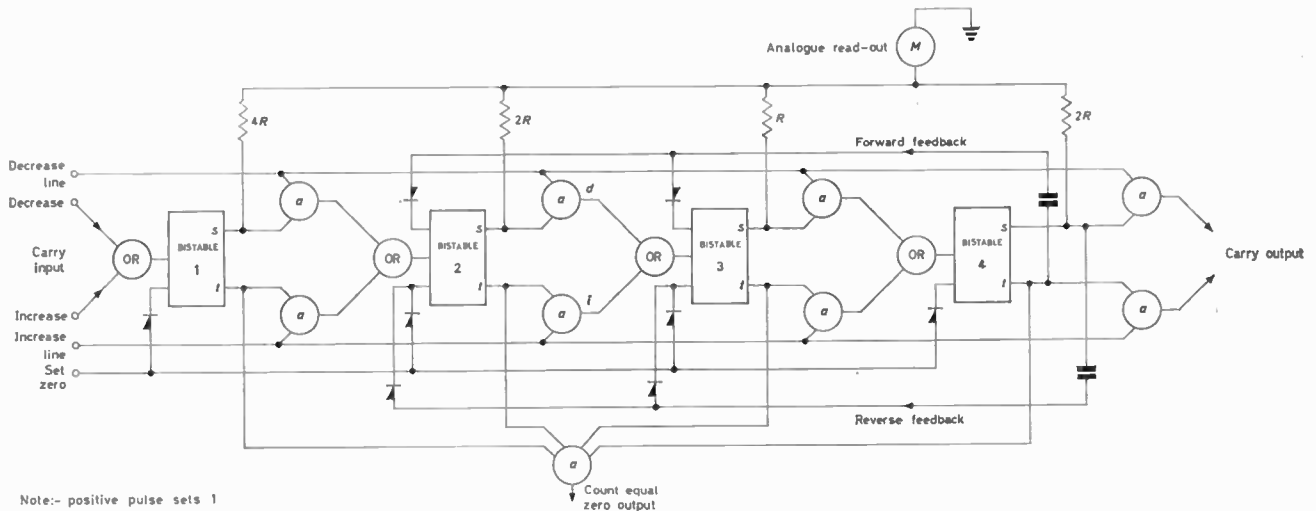 Analogue read-out
M
4R
2R
R
2R
Forward feedback
Decrease
line
Decrease
Carry
input
Increase
Increase
line
Set
zero
OR
BISTABLE
1
s
t
a
a
OR
BISTABLE
2
s
t
a
d
a
i
OR
BISTABLE
3
s
t
a
a
OR
BISTABLE
4
s
t
a
a
Carry output
Reverse feedback
a
Count equal
zero output
Note:- positive pulse sets 1